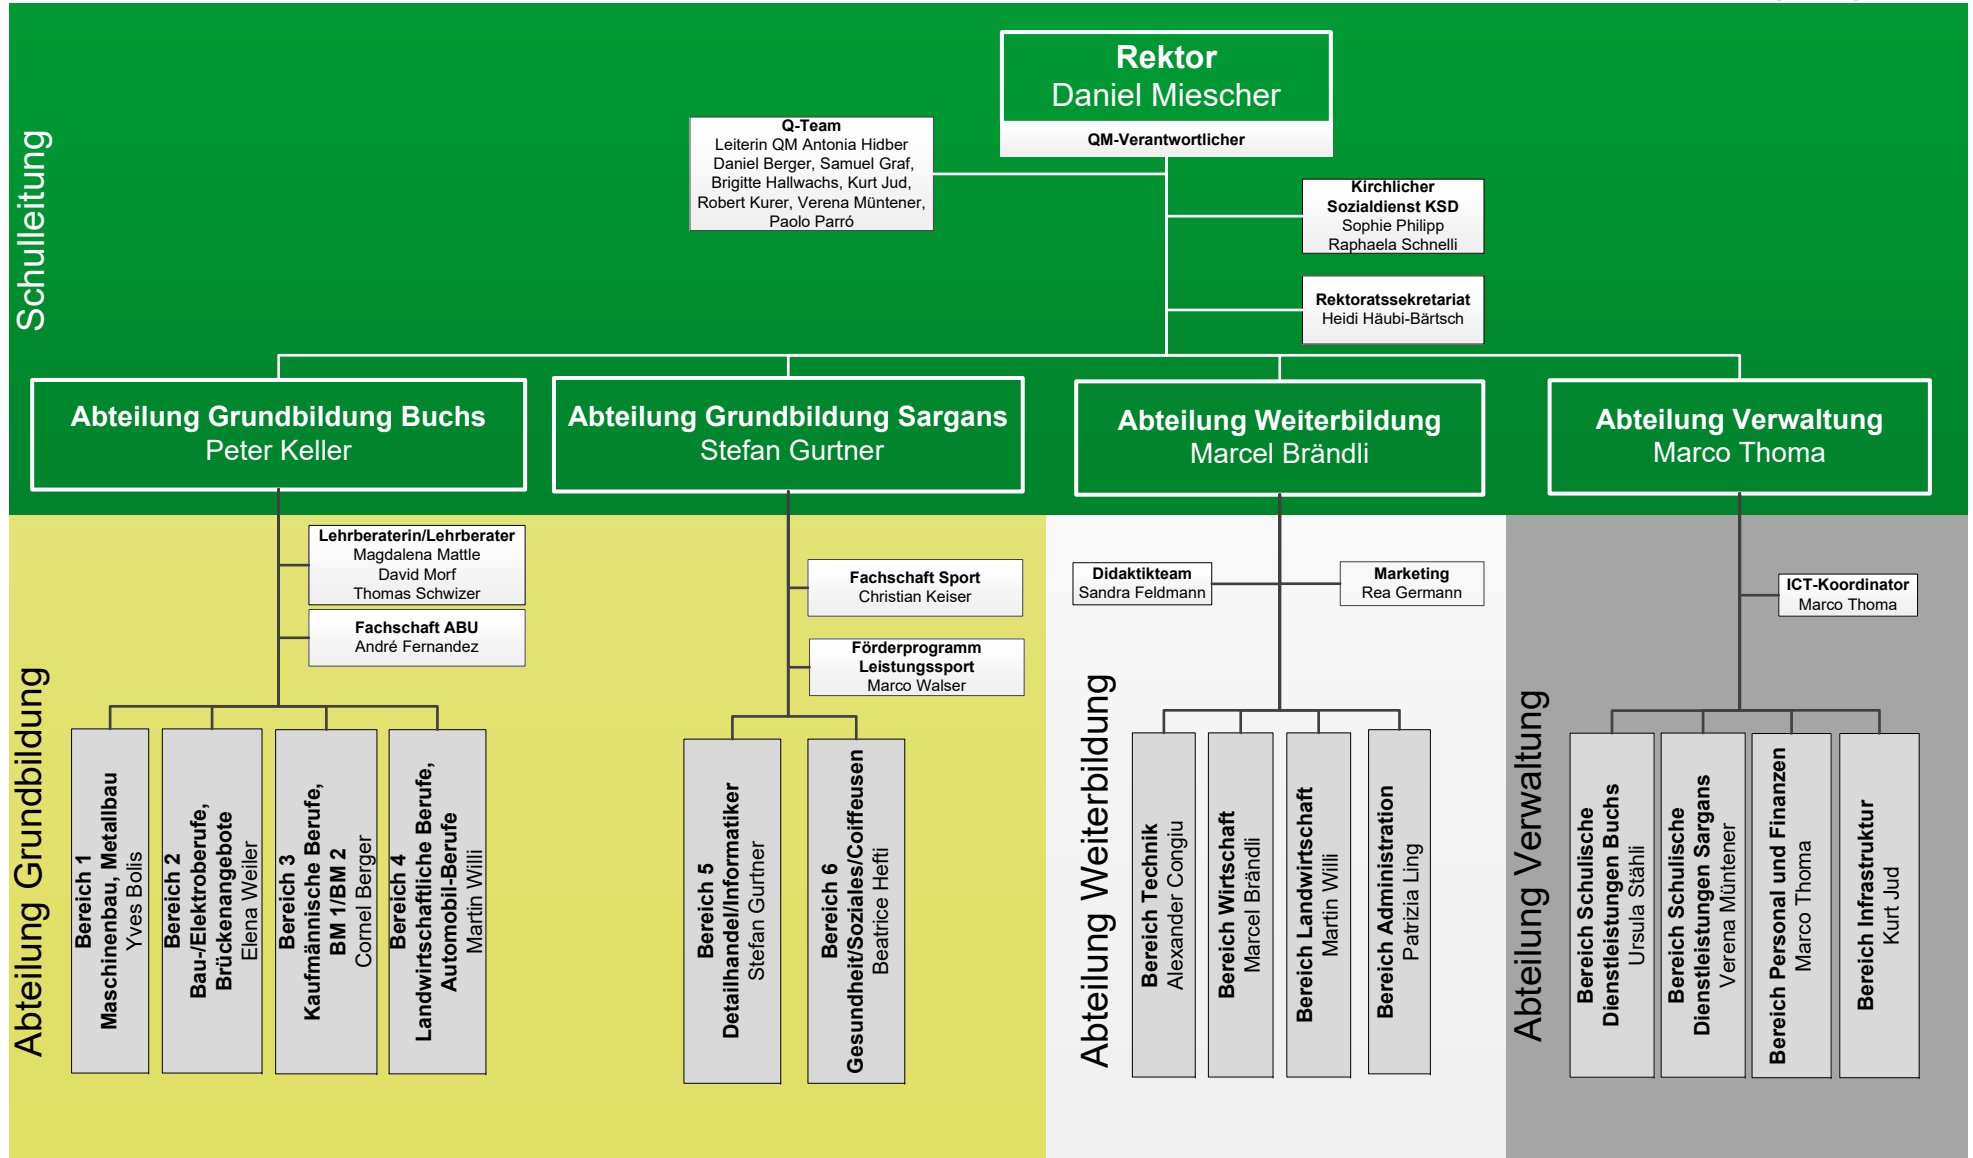 Schulleitung
Rektor
Daniel Miescher
QM-Verantwortlicher
Q-Team
Leiterin QM Antonia Hidber
Daniel Berger, Samuel Graf,
Brigitte Hallwachs, Kurt Jud,
Robert Kurer, Verena Müntener,
Paolo Parró
Kirchlicher
Sozialdienst KSD
Sophie Philipp
Raphaela Schnelli
Rektoratssekretariat
Heidi Häubi-Bärtsch
Abteilung Grundbildung Buchs
Peter Keller
Abteilung Grundbildung Sargans
Stefan Gurtner
Abteilung Weiterbildung
Marcel Brändli
Abteilung Verwaltung
Marco Thoma
Abteilung Grundbildung
Lehrberaterin/Lehrberater
Magdalena Mattle
David Morf
Thomas Schwizer
Fachschaft ABU
André Fernandez
Bereich 1
Maschinenbau, Metallbau
Yves Bolis
Bereich 2
Bau-/Elektroberufe,
Brückenangebote
Elena Weiler
Bereich 3
Kaufmännische Berufe,
BM 1/BM 2
Cornel Berger
Bereich 4
Landwirtschaftliche Berufe,
Automobil-Berufe
Martin Willi
Fachschaft Sport
Christian Keiser
Förderprogramm
Leistungssport
Marco Walser
Bereich 5
Detailhandel/Informatiker
Stefan Gurtner
Bereich 6
Gesundheit/Soziales/Coiffeusen
Beatrice Hefti
Abteilung Weiterbildung
Didaktikteam
Sandra Feldmann
Marketing
Rea Germann
Bereich Technik
Alexander Congiu
Bereich Wirtschaft
Marcel Brändli
Bereich Landwirtschaft
Martin Willi
Bereich Administration
Patrizia Ling
Abteilung Verwaltung
ICT-Koordinator
Marco Thoma
Bereich Schulische
Dienstleistungen Buchs
Ursula Stähli
Bereich Schulische
Dienstleistungen Sargans
Verena Müntener
Bereich Personal und Finanzen
Marco Thoma
Bereich Infrastruktur
Kurt Jud